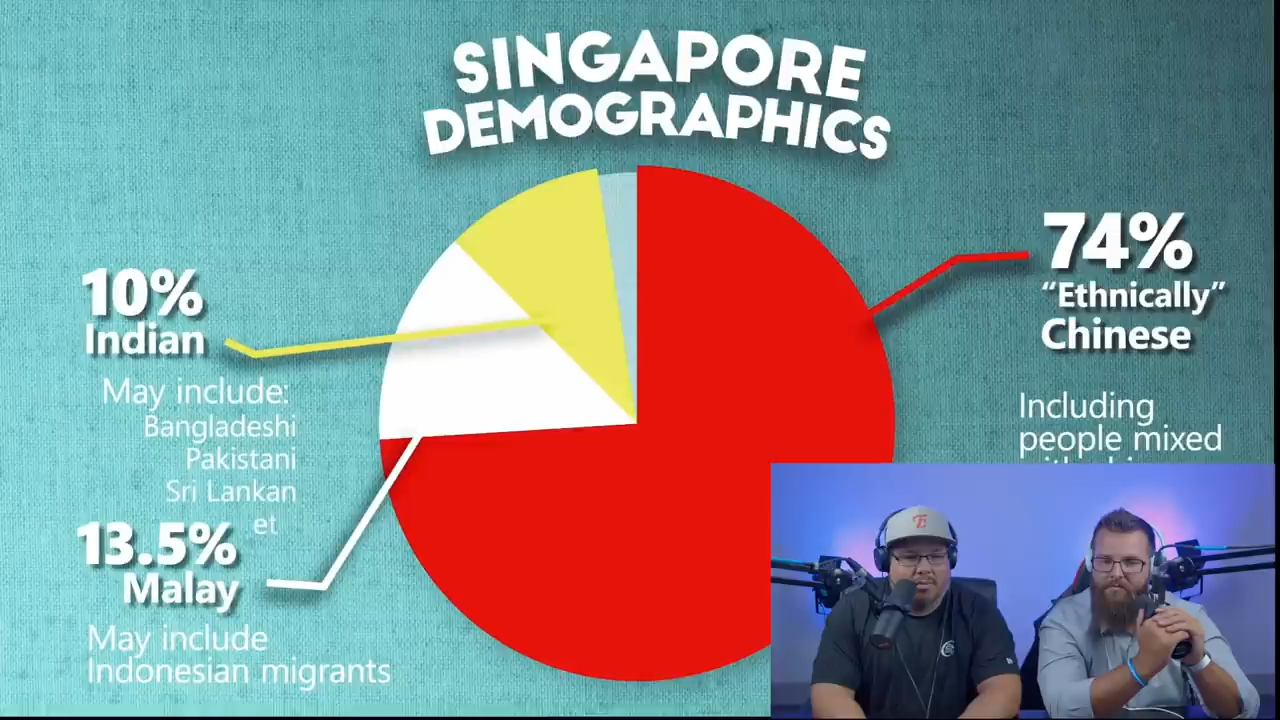 SINGAPORE
DEMOGRAPHICS
74%
“Ethnically”
Chinese
Including
people mixed
10%
Indian
May include:
Bangladeshi
Pakistani
Sri Lankan
et
13.5%
Malay
May include
Indonesian migrants